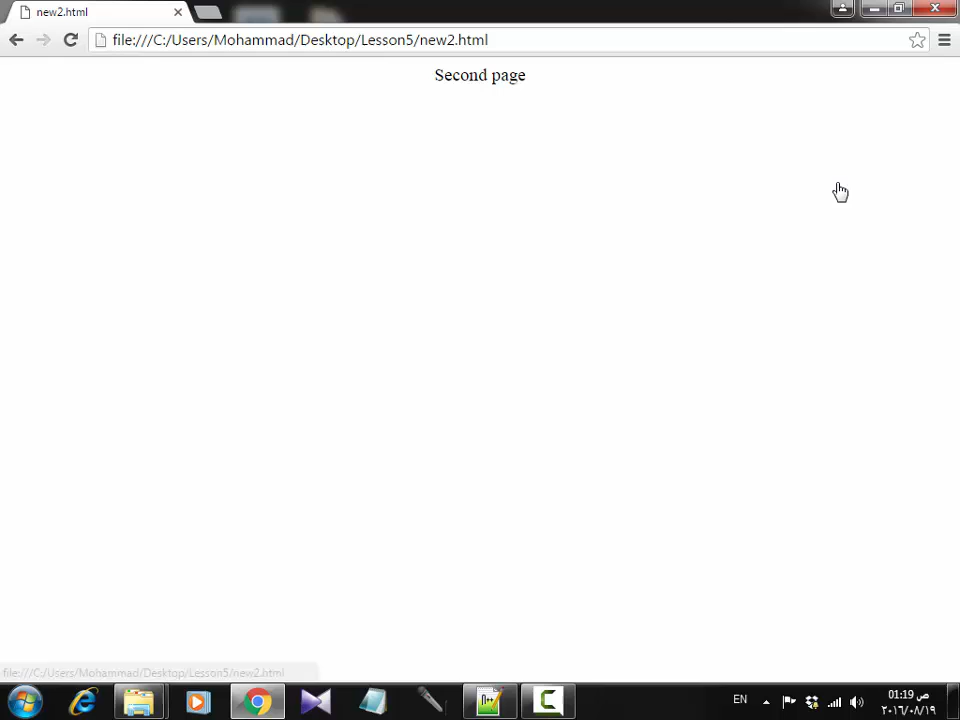 new2.html
file:///C:/Users/Mohammad/Desktop/Lesson5/new2.html
Second page
file:///C:/Users/Mohammad/Desktop/Lesson5/new2.html
EN
01:19 ص
٢٠١٦/٠٨/١٩